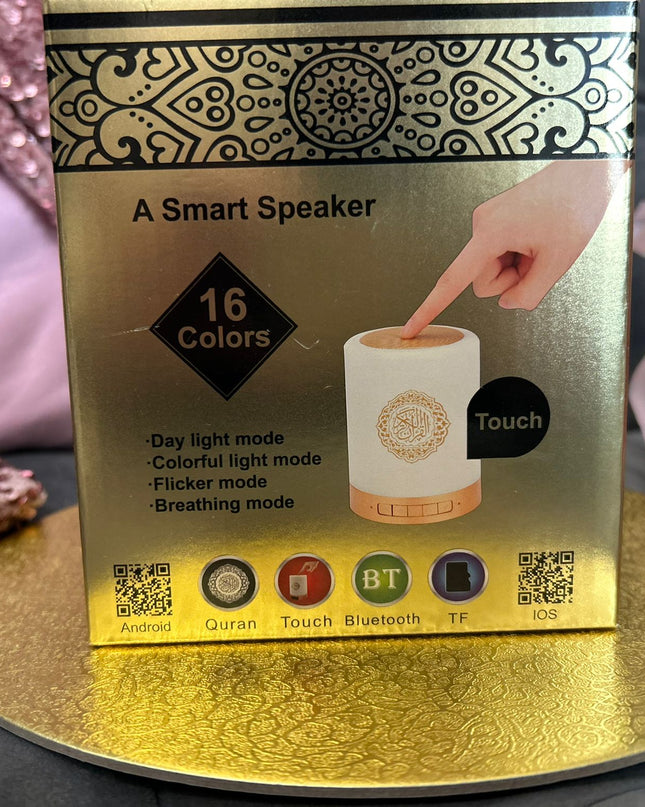 A Smart Speaker
16
Colors
Touch
·Day light mode
·Colorful light mode
·Flicker mode
·Breathing mode
BT
Android
Quran
Touch
Bluetooth
TF
IOS